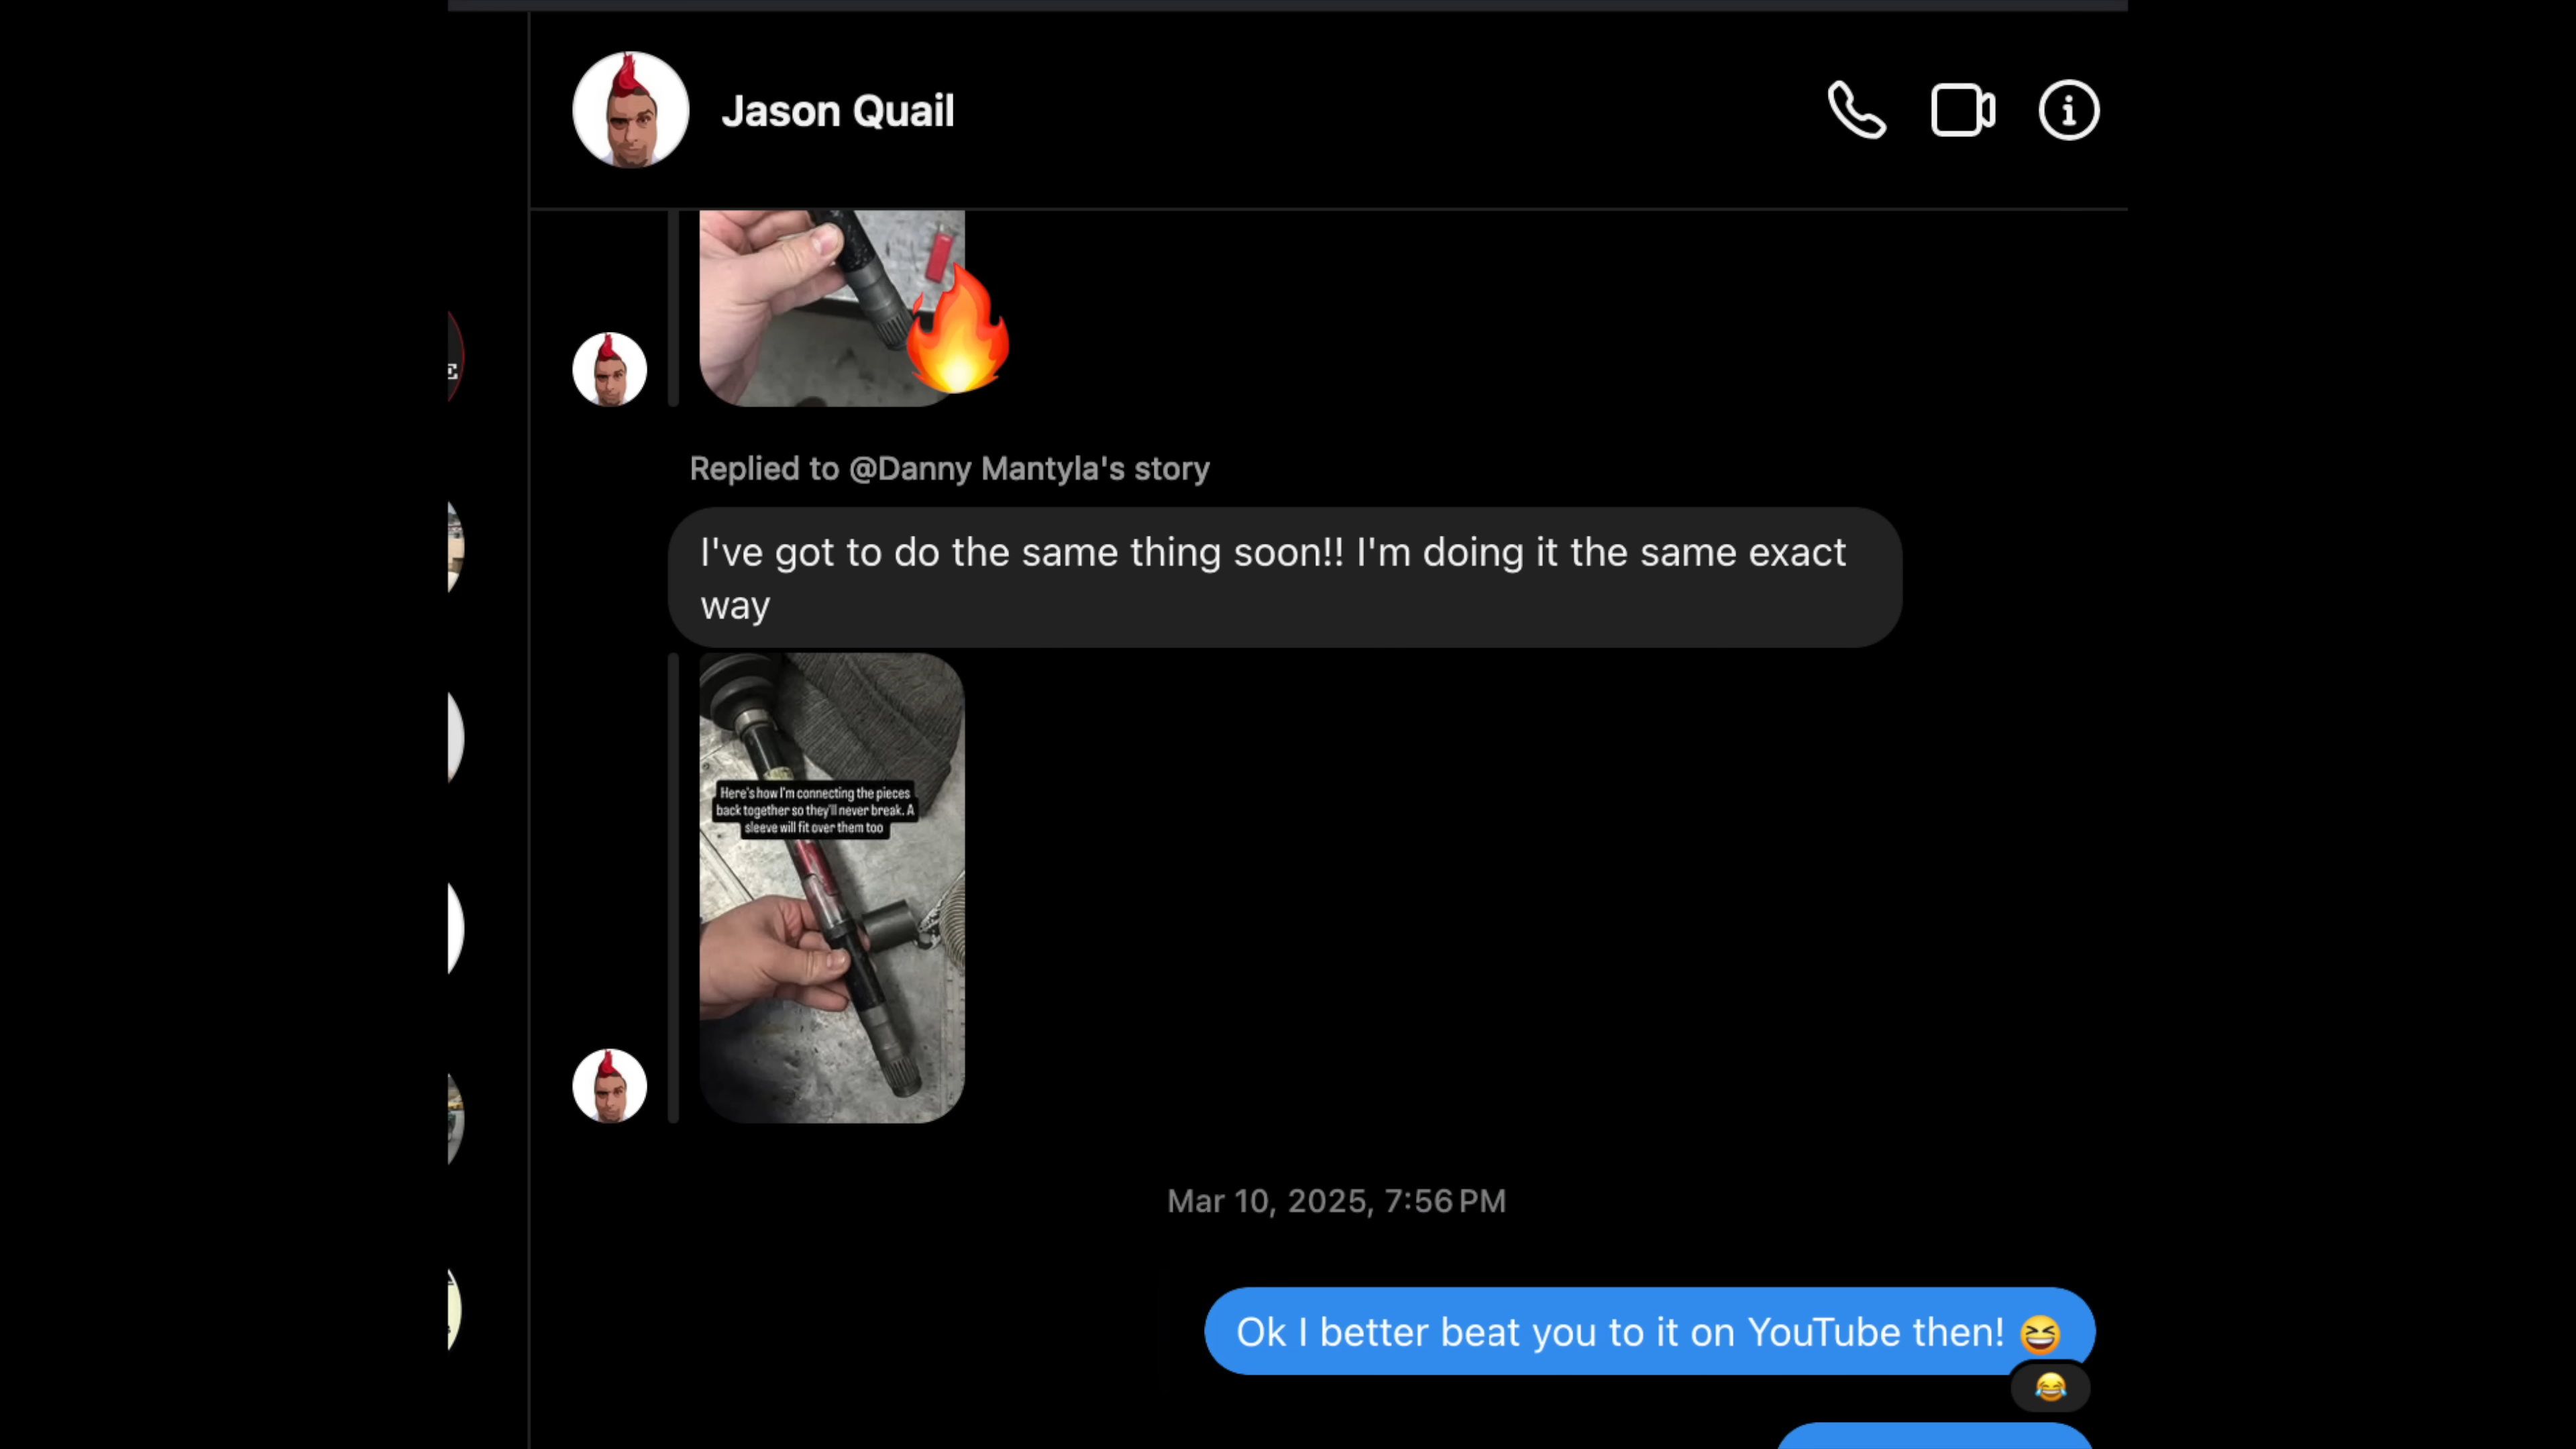 Jason Quail
E
Replied to @Danny Mantyla's story
I've got to do the same thing soon!! I'm doing it the same exact
way
Here's how I'm connecting the pieces
back together so they'll never break. A
sleeve will fit over them too
Mar 10, 2025, 7:56 PM
Ok I better beat you to it on YouTube then! 😆
😂